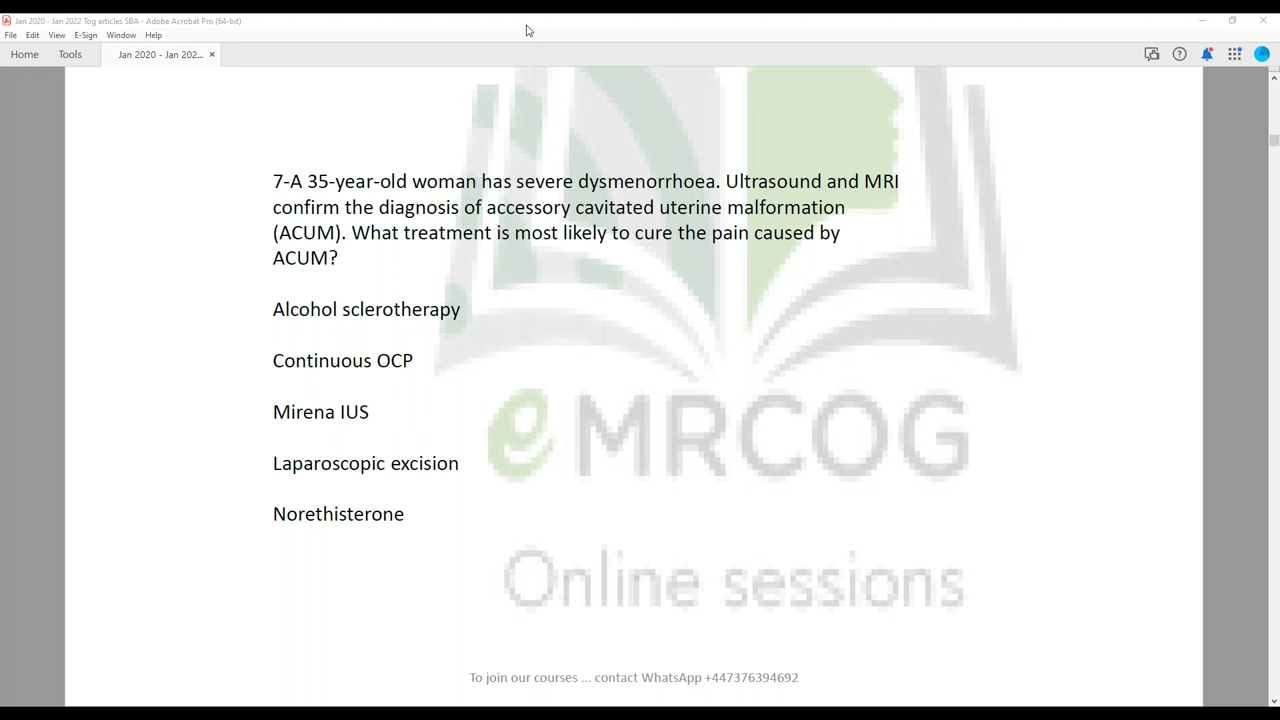 Jan 2020 - Jan 2022 Tog articles SBA - Adobe Acrobat Pro (64-bit)
File Edit View E-Sign Window Help
Home Tools Jan 2020 - Jan 202... ×
7-A 35-year-old woman has severe dysmenorrhoea. Ultrasound and MRI
confirm the diagnosis of accessory cavitated uterine malformation
(ACUM). What treatment is most likely to cure the pain caused by
ACUM?
Alcohol sclerotherapy
Continuous OCP
Mirena IUS
Laparoscopic excision
Norethisterone
eMRCOG
Online sessions
To join our courses ... contact WhatsApp +447376394692